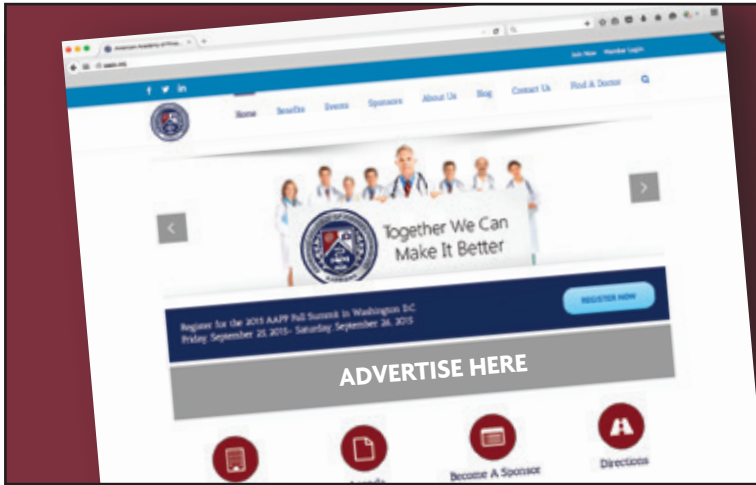 Join Now Member Login
Home Benefits Events Sponsors About Us Blog Contact Us Find A Doctor
Together We Can
Make It Better
Register for the 2015 AAPP Fall Summit in Washington D.C.
Friday, September 25, 2015- Saturday, September 26, 2015
REGISTER NOW
ADVERTISE HERE
Agenda
Become A Sponsor
Directions